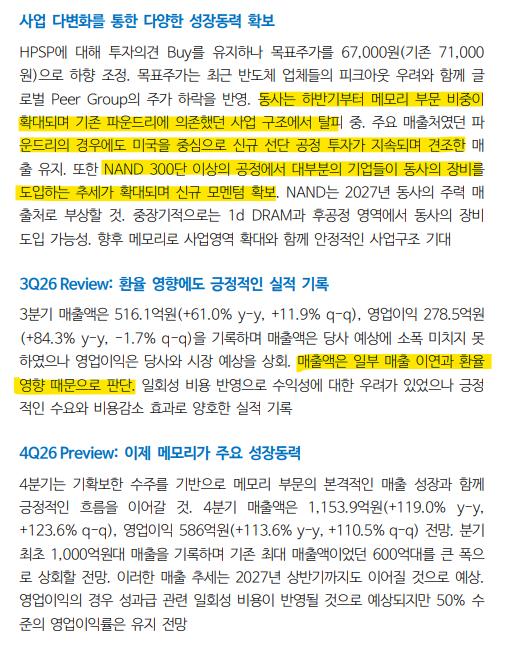 사업 다변화를 통한 다양한 성장동력 확보
HPSP에 대해 투자의견 Buy를 유지하나 목표주가를 67,000원(기존 71,000
원)으로 하향 조정. 목표주가는 최근 반도체 업체들의 피크아웃 우려와 함께 글
로벌 Peer Group의 주가 하락을 반영. 동사는 하반기부터 메모리 부문 비중이
확대되며 기존 파운드리에 의존했던 사업 구조에서 탈피 중. 주요 매출처였던 파
운드리의 경우에도 미국을 중심으로 신규 선단 공정 투자가 지속되며 견조한 매
출 유지. 또한 NAND 300단 이상의 공정에서 대부분의 기업들이 동사의 장비를
도입하는 추세가 확대되며 신규 모멘텀 확보. NAND는 2027년 동사의 주력 매
출처로 부상할 것. 중장기적으로는 1d DRAM과 후공정 영역에서 동사의 장비
도입 가능성. 향후 메모리로 사업영역 확대와 함께 안정적인 사업구조 기대
3Q26 Review: 환율 영향에도 긍정적인 실적 기록
3분기 매출액은 516.1억원(+61.0% y-y, +11.9% q-q), 영업이익 278.5억원
(+84.3% y-y, -1.7% q-q)을 기록하며 매출액은 당사 예상에 소폭 미치지 못
하였으나 영업이익은 당사와 시장 예상을 상회. 매출액은 일부 매출 이연과 환율
영향 때문으로 판단. 일회성 비용 반영으로 수익성에 대한 우려가 있었으나 긍정
적인 수요와 비용감소 효과로 양호한 실적 기록
4Q26 Preview: 이제 메모리가 주요 성장동력
4분기는 기확보한 수주를 기반으로 메모리 부문의 본격적인 매출 성장과 함께
긍정적인 흐름을 이어갈 것. 4분기 매출액은 1,153.9억원(+119.0% y-y,
+123.6% q-q), 영업이익 586억원(+113.6% y-y, +110.5% q-q) 전망. 분기
최초 1,000억원대 매출을 기록하며 기존 최대 매출액이었던 600억대를 큰 폭으
로 상회할 전망. 이러한 매출 추세는 2027년 상반기까지도 이어질 것으로 예상.
영업이익의 경우 성과급 관련 일회성 비용이 반영될 것으로 예상되지만 50% 수
준의 영업이익률은 유지 전망